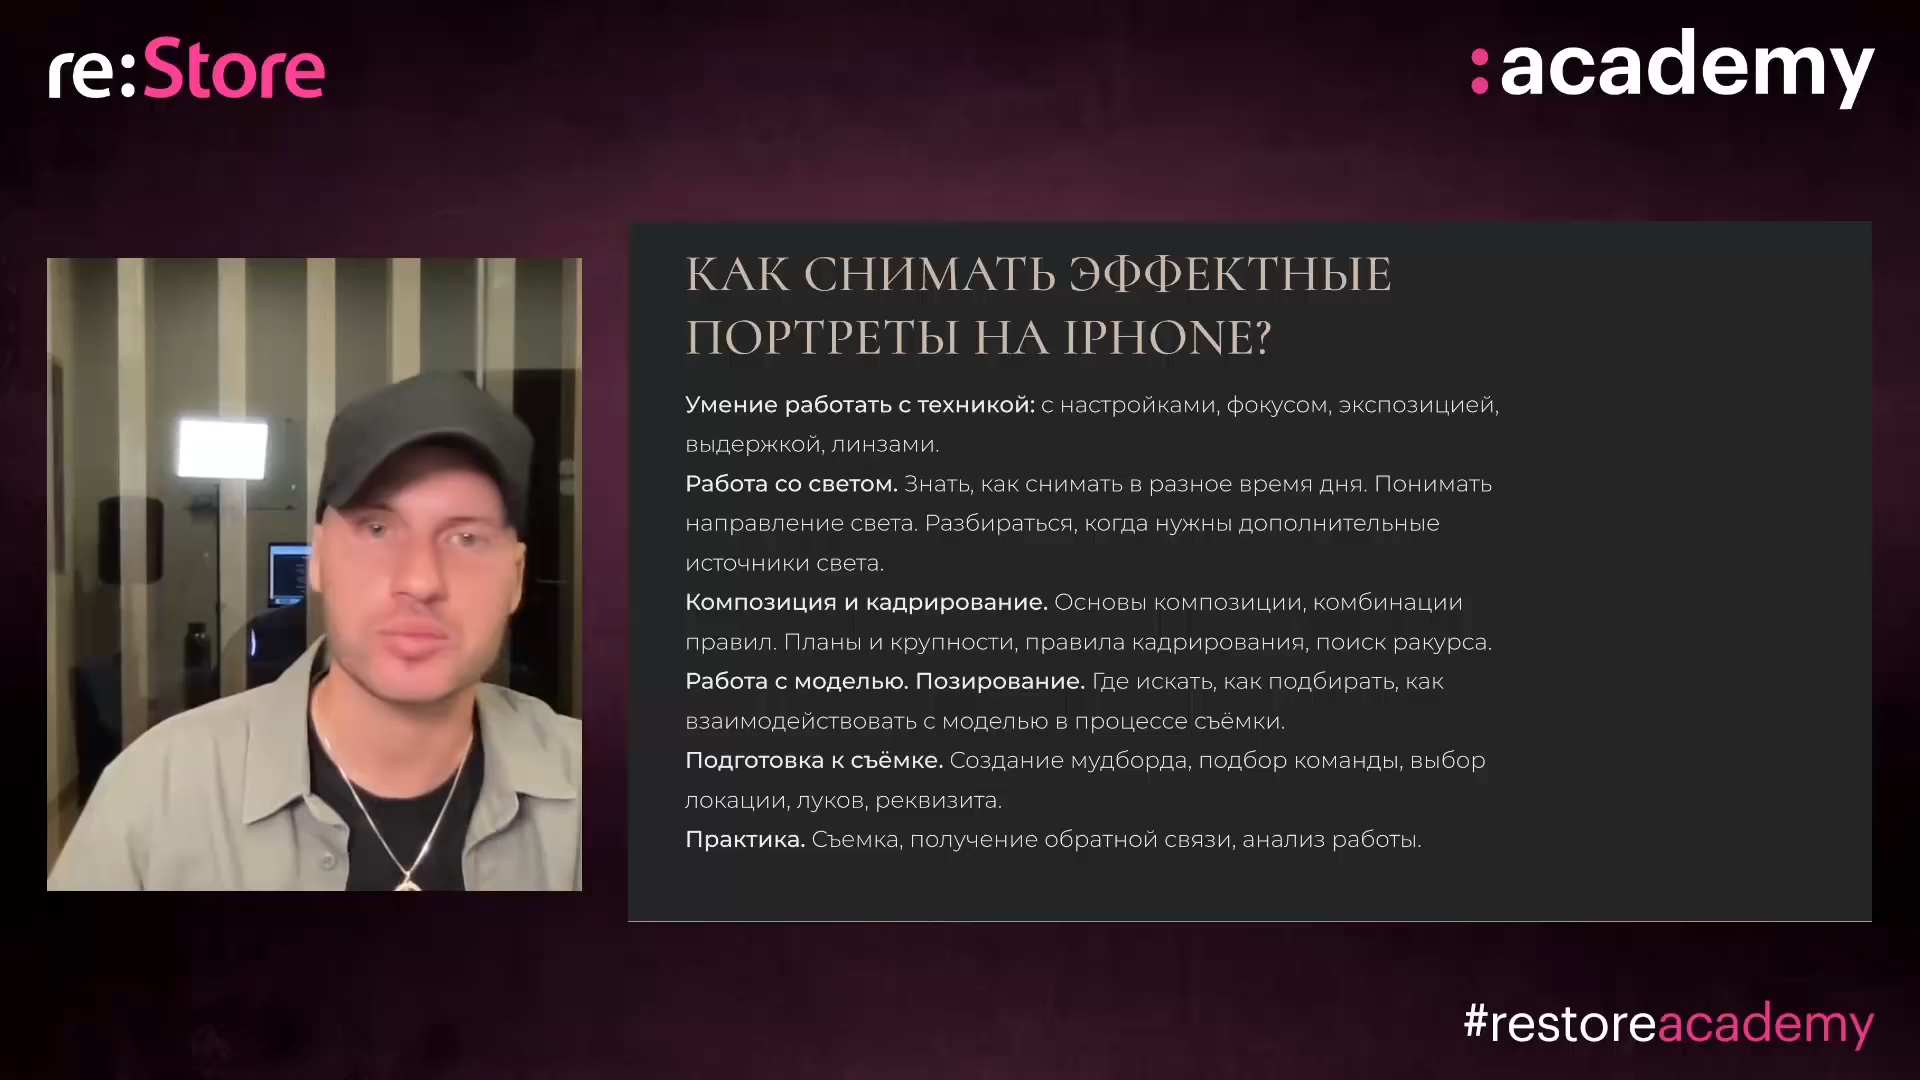 re:Store
:academy
КАК СНИМАТЬ ЭФФЕКТНЫЕ
ПОРТРЕТЫ НА IPHONE?
Умение работать с техникой: с настройками, фокусом, экспозицией,
выдержкой, линзами.
Работа со светом. Знать, как снимать в разное время дня. Понимать
направление света. Разбираться, когда нужны дополнительные
источники света.
Композиция и кадрирование. Основы композиции, комбинации
правил. Планы и крупности, правила кадрирования, поиск ракурса.
Работа с моделью. Позирование. Где искать, как подбирать, как
взаимодействовать с моделью в процессе съёмки.
Подготовка к съёмке. Создание мудборда, подбор команды, выбор
локации, луков, реквизита.
Практика. Съемка, получение обратной связи, анализ работы.
#restoreacademy